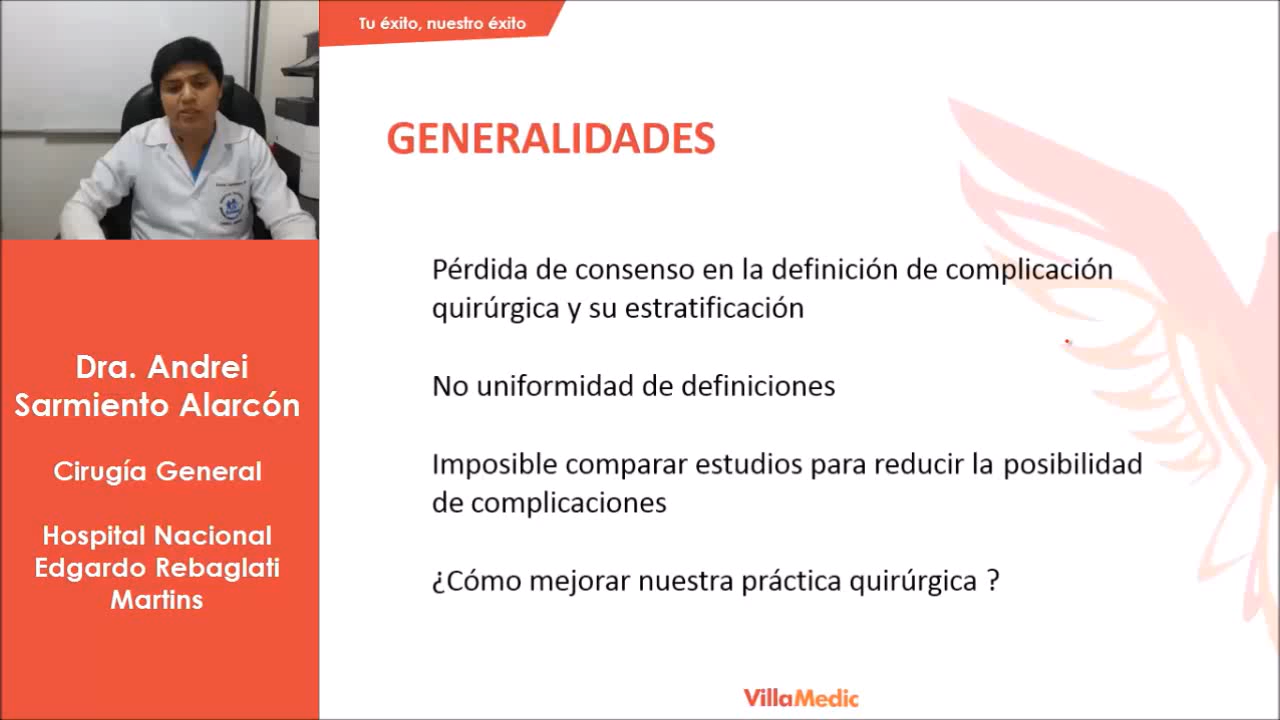 Tu éxito, nuestro éxito
GENERALIDADES
Pérdida de consenso en la definición de complicación
quirúrgica y su estratificación
No uniformidad de definiciones
Imposible comparar estudios para reducir la posibilidad
de complicaciones
¿Cómo mejorar nuestra práctica quirúrgica ?
Dra. Andrei
Sarmiento Alarcón
Cirugía General
Hospital Nacional
Edgardo Rebaglati
Martins
VillaMedic